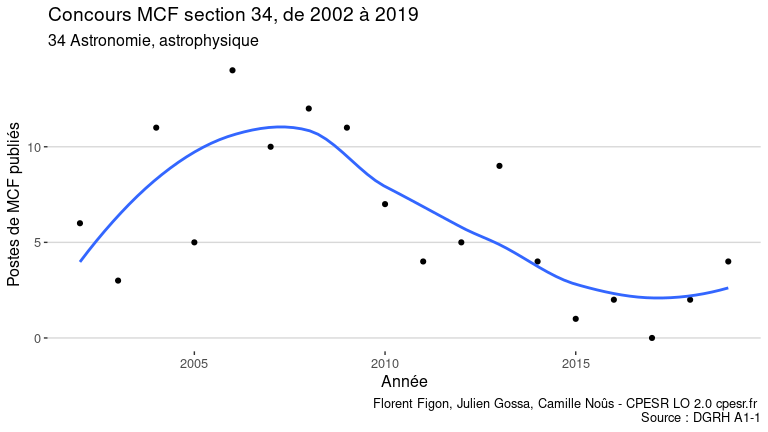 Concours MCF section 34, de 2002 à 2019
34 Astronomie, astrophysique
Postes de MCF publiés
10
5
0
2005 2010 2015
Année
Florent Figon, Julien Gossa, Camille Noûs - CPESR LO 2.0 cpesr.fr
Source : DGRH A1-1